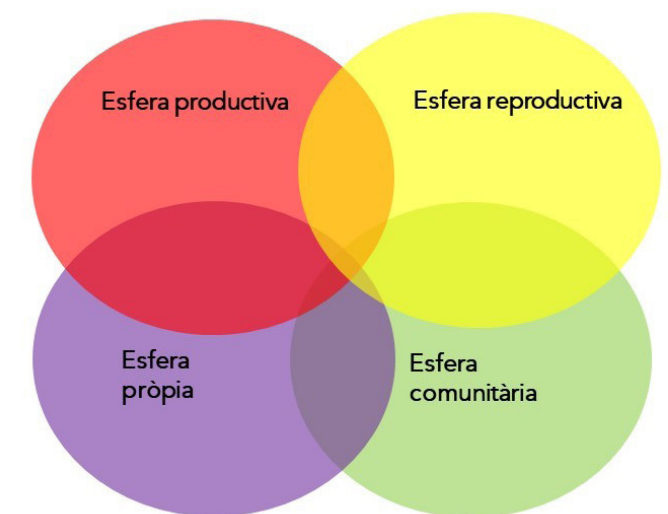 Esfera productiva
Esfera reproductiva
Esfera
pròpia
Esfera
comunitària